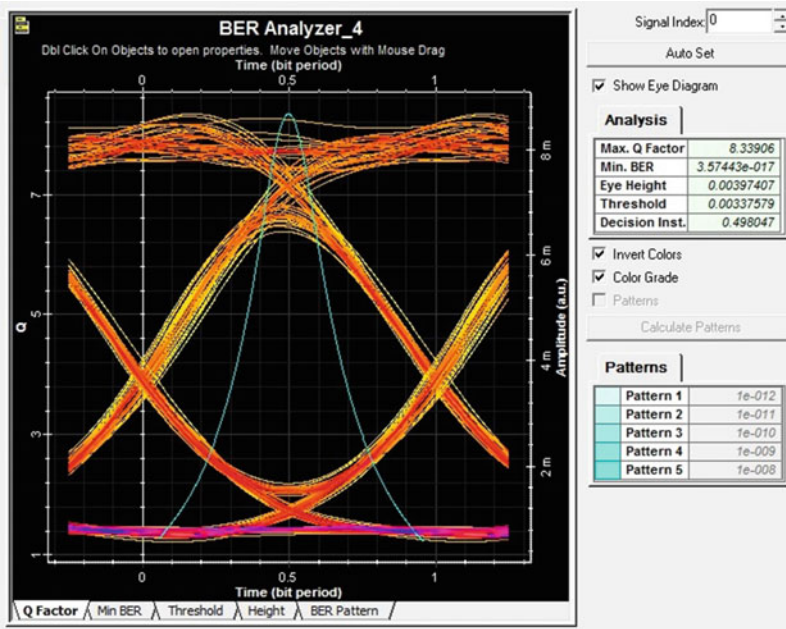 BER Analyzer_4
Dbl Click On Objects to open properties. Move Objects with Mouse Drag
Time (bit period)
0 0.5 1
Q
7
5
3
1
8 m
6 m
4 m
2 m
Amplitude (a.u.)
0 0.5 1
Time (bit period)
Q Factor Min BER Threshold Height BER Pattern
Signal Index: 0
Auto Set
Show Eye Diagram
Analysis
Max. Q Factor 8.33906
Min. BER 3.57443e-017
Eye Height 0.00397407
Threshold 0.00337579
Decision Inst. 0.498047
Invert Colors
Color Grade
Patterns
Calculate Patterns
Patterns
Pattern 1 1e-012
Pattern 2 1e-011
Pattern 3 1e-010
Pattern 4 1e-009
Pattern 5 1e-008